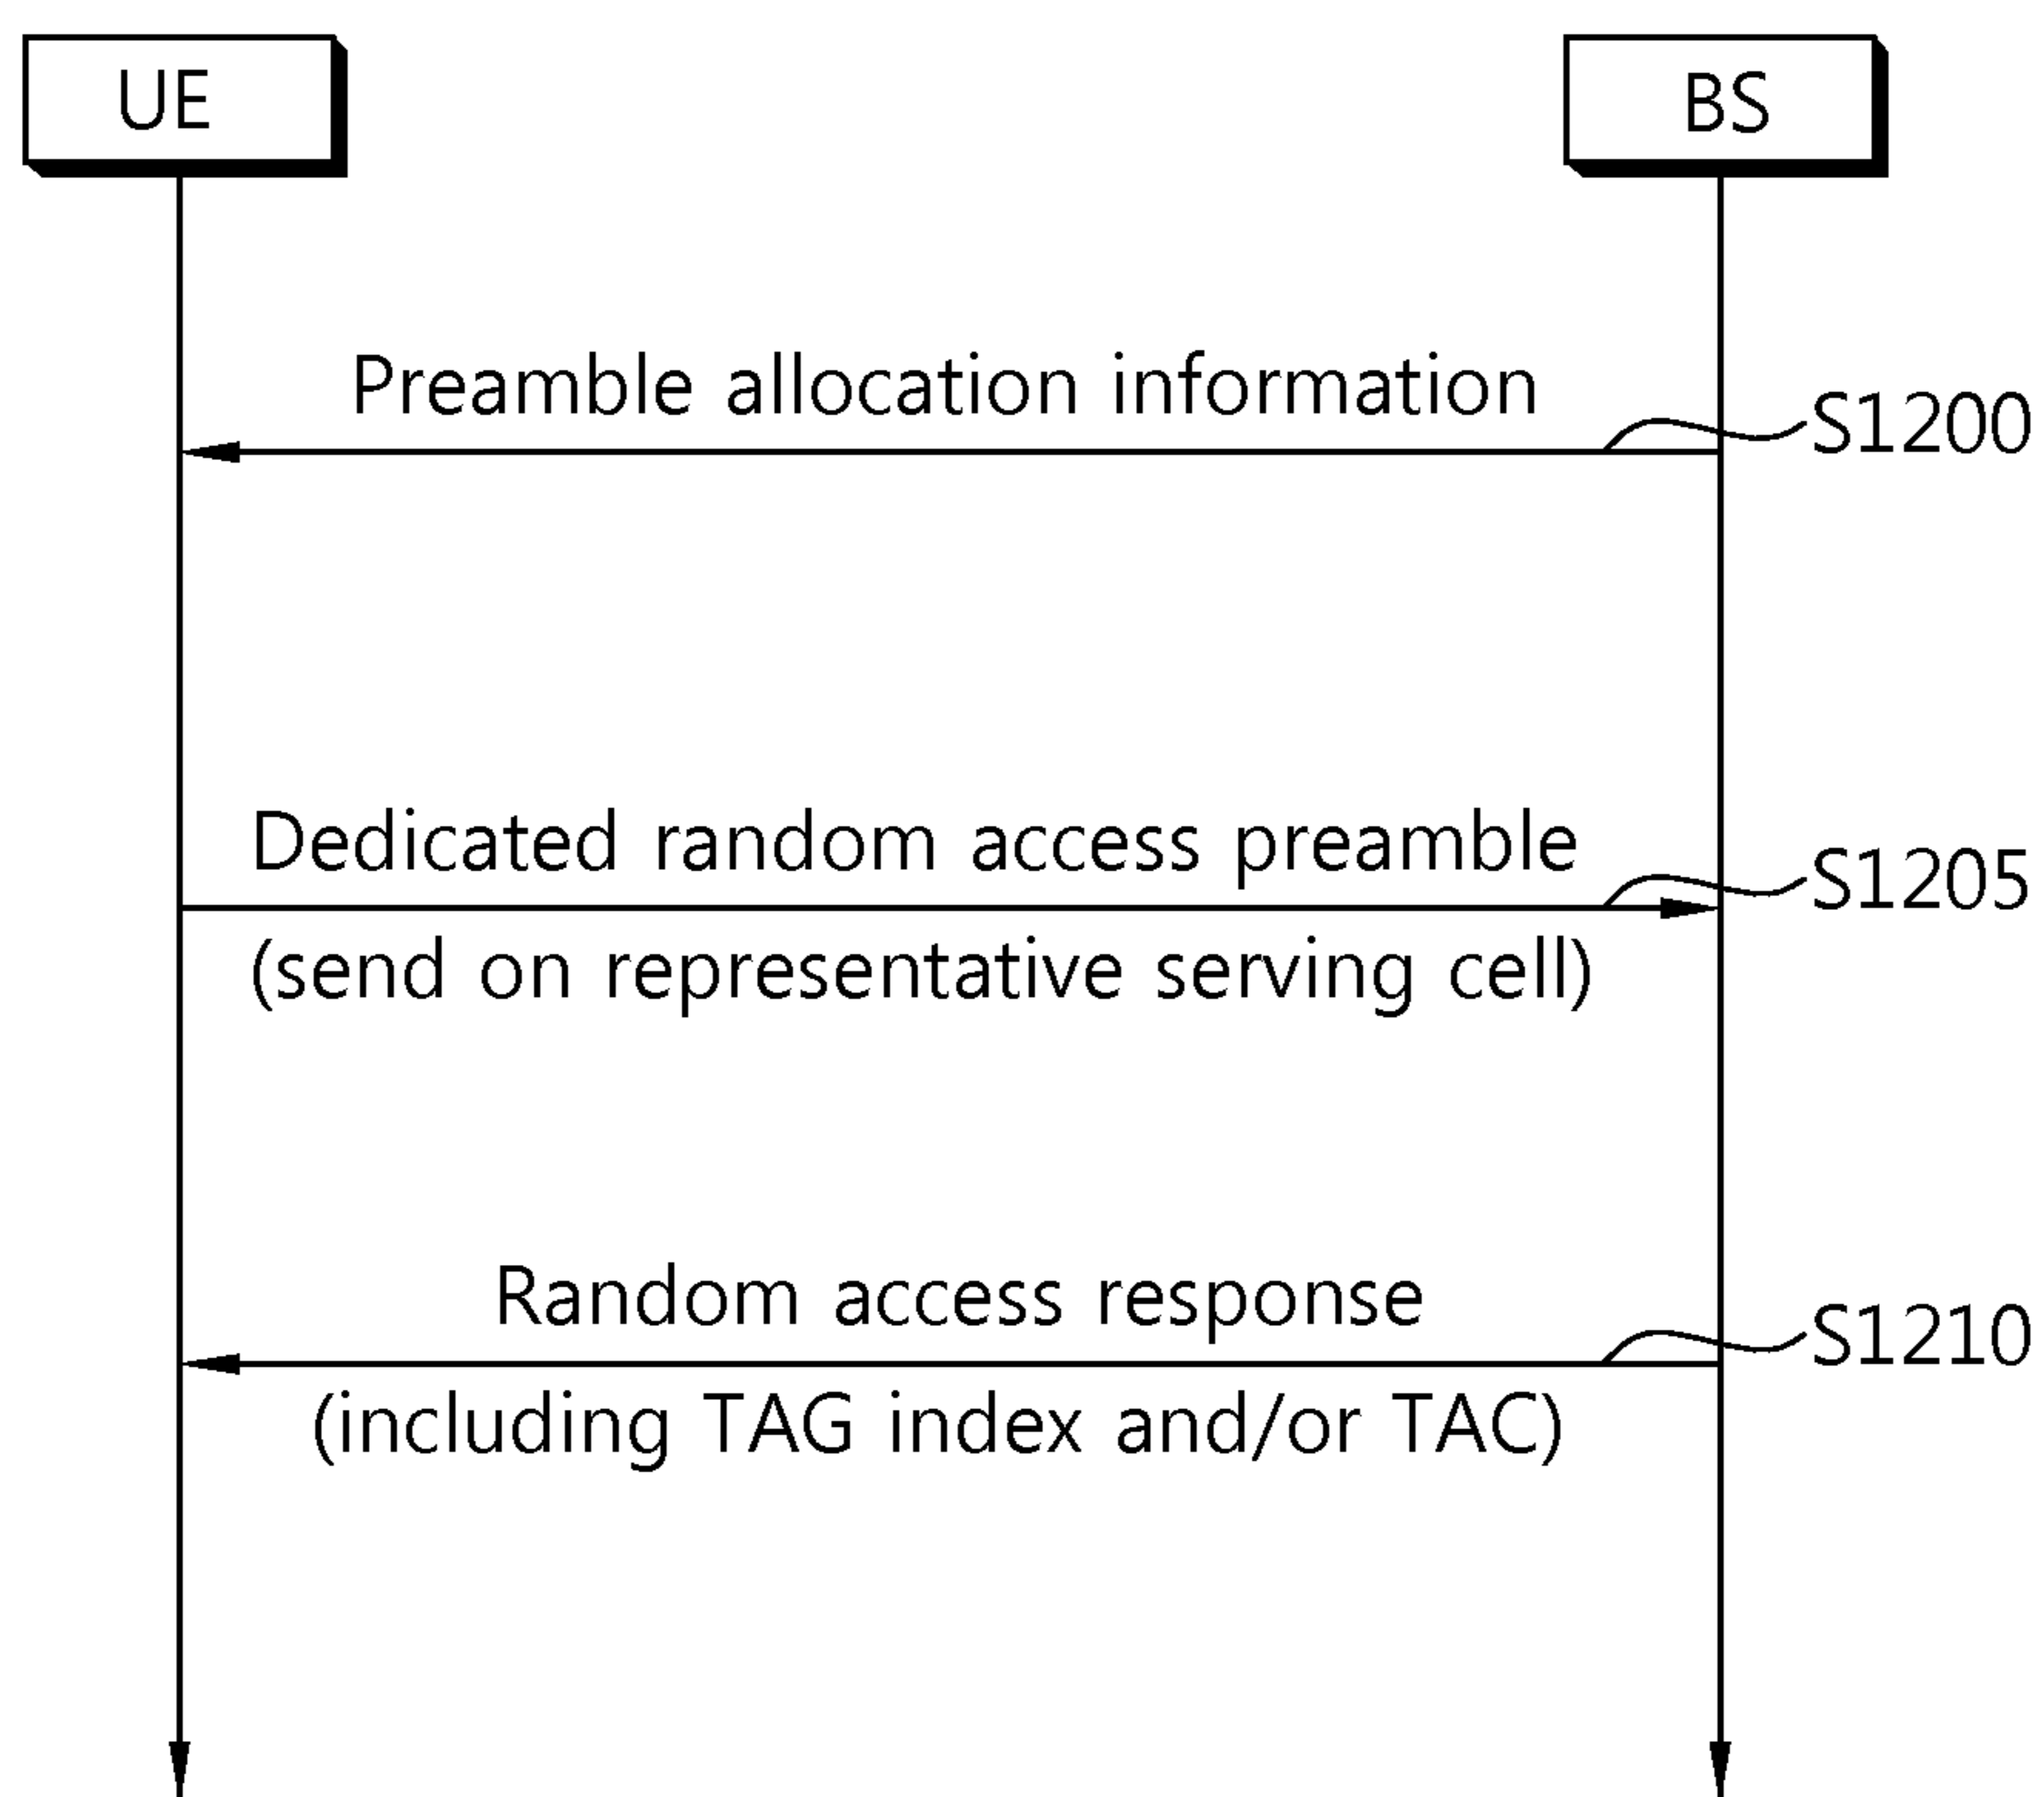 UE
BS
Preamble allocation information
S1200
Dedicated random access preamble
S1205
(send on representative serving cell)
Random access response
S1210
(including TAG index and/or TAC)